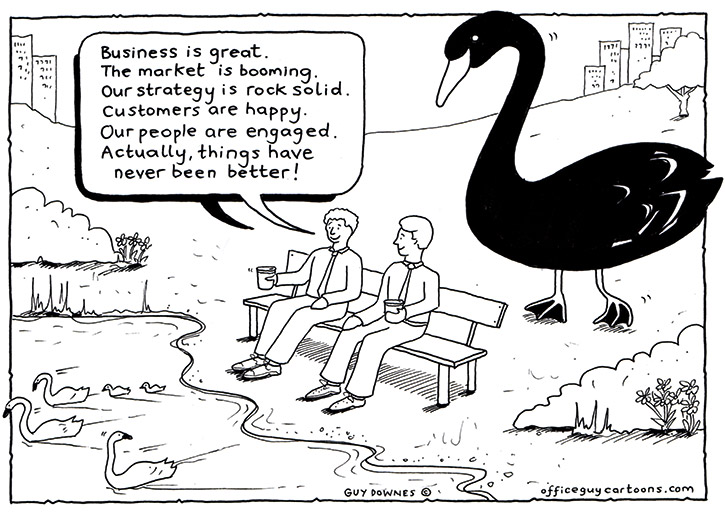 Business is great.
The market is booming.
Our strategy is rock solid.
Customers are happy.
Our people are engaged.
Actually, things have
never been better!
GUY DOWNES ©
officeguycartoons.com